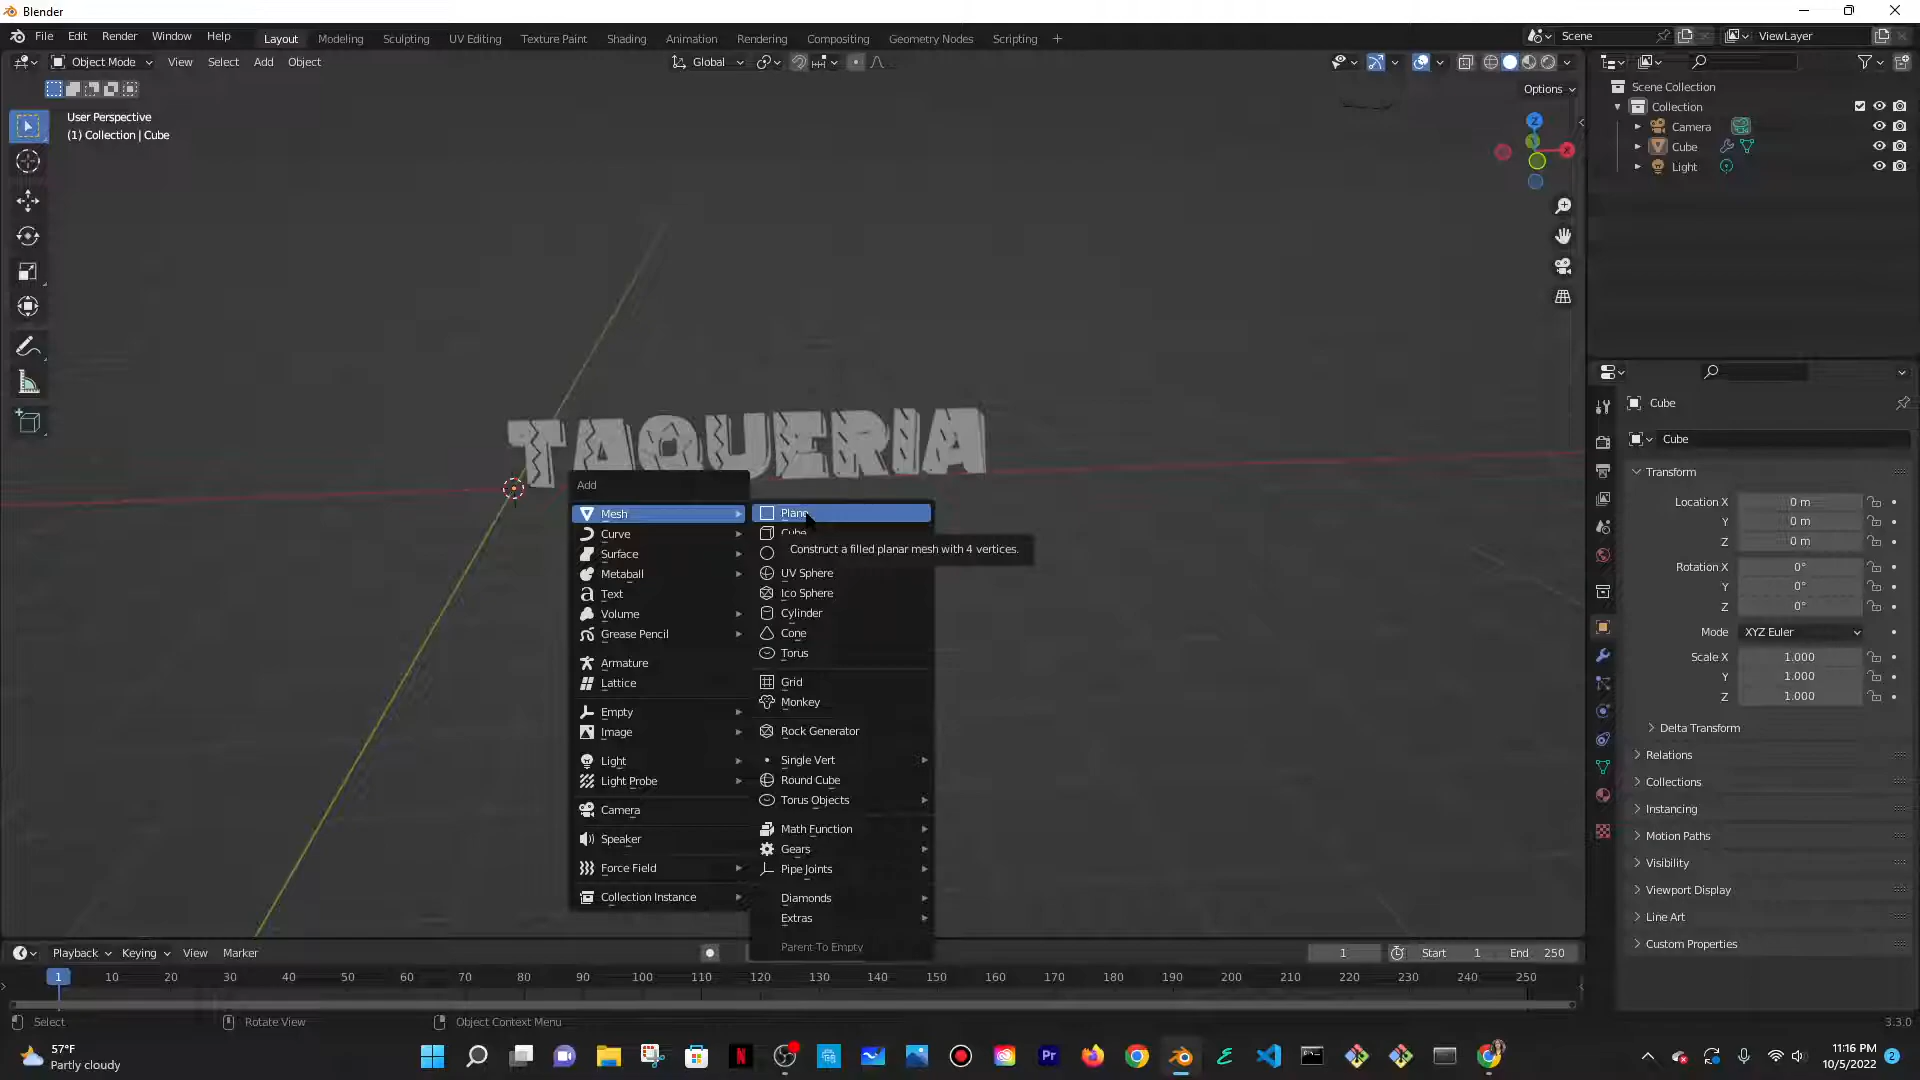 Blender
File Edit Render Window Help
Layout Modeling Sculpting UV Editing Texture Paint Shading Animation Rendering Compositing Geometry Nodes Scripting +
Scene
ViewLayer
Object Mode View Select Add Object
Global
Options
User Perspective
(1) Collection | Cube
Z
X
Scene Collection
Collection
Camera
Cube
Light
TAQUERIA
Add
Mesh
Curve
Surface
Metaball
Text
Volume
Grease Pencil
Armature
Lattice
Empty
Image
Light
Light Probe
Camera
Speaker
Force Field
Collection Instance
Plane
Cube
Construct a filled planar mesh with 4 vertices.
UV Sphere
Ico Sphere
Cylinder
Cone
Torus
Grid
Monkey
Rock Generator
Single Vert
Round Cube
Torus Objects
Math Function
Gears
Pipe Joints
Diamonds
Extras
Parent To Empty
Cube
Cube
Transform
Location X 0 m
Y 0 m
Z 0 m
Rotation X 0°
Y 0°
Z 0°
Mode XYZ Euler
Scale X 1.000
Y 1.000
Z 1.000
Delta Transform
Relations
Collections
Instancing
Motion Paths
Visibility
Viewport Display
Line Art
Custom Properties
Playback Keying View Marker
1 Start 1 End 250
1 10 20 30 40 50 60 70 80 90 100 110 120 130 140 150 160 170 180 190 200 210 220 230 240 250
Select Rotate View Object Context Menu
3.3.0
57°F
Partly cloudy
N
Pr
11:16 PM
10/5/2022
2